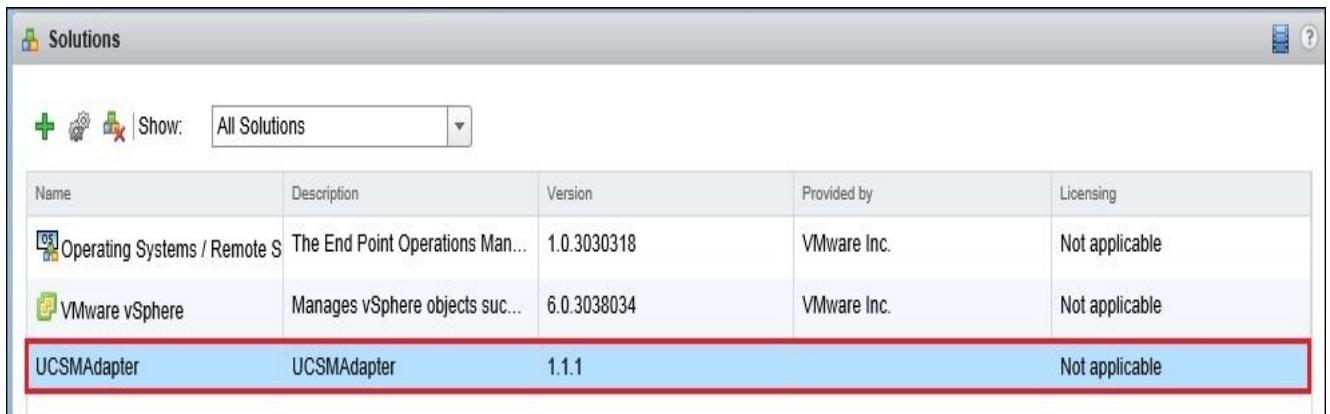 Solutions
?
Show: All Solutions
Name Description Version Provided by Licensing
OS Operating Systems / Remote S The End Point Operations Man... 1.0.3030318 VMware Inc. Not applicable
VMware vSphere Manages vSphere objects suc... 6.0.3038034 VMware Inc. Not applicable
UCSMAdapter UCSMAdapter 1.1.1 Not applicable